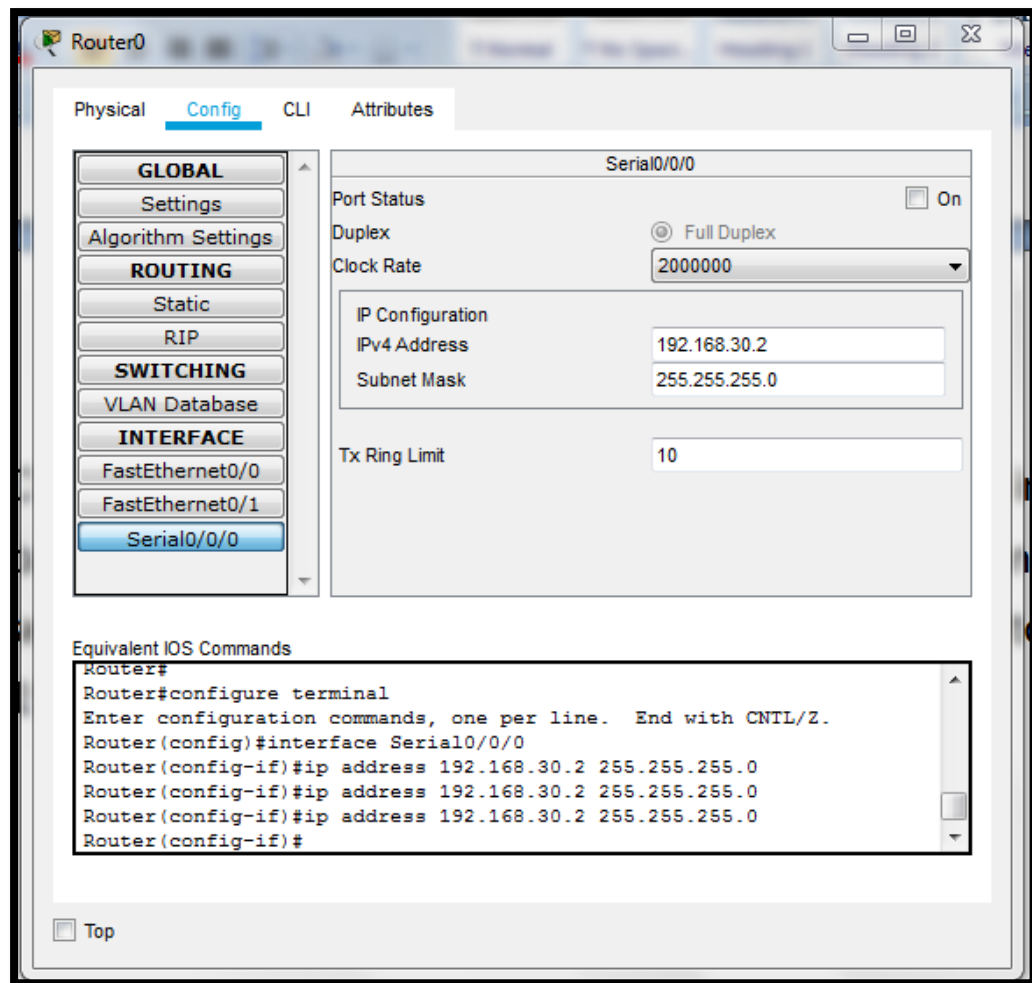 Router0
Physical Config CLI Attributes
GLOBAL
Settings
Algorithm Settings
ROUTING
Static
RIP
SWITCHING
VLAN Database
INTERFACE
FastEthernet0/0
FastEthernet0/1
Serial0/0/0
Serial0/0/0
Port Status On
Duplex Full Duplex
Clock Rate 2000000
IP Configuration
IPv4 Address 192.168.30.2
Subnet Mask 255.255.255.0
Tx Ring Limit 10
Equivalent IOS Commands
Router#
Router#configure terminal
Enter configuration commands, one per line.  End with CNTL/Z.
Router(config)#interface Serial0/0/0
Router(config-if)#ip address 192.168.30.2 255.255.255.0
Router(config-if)#ip address 192.168.30.2 255.255.255.0
Router(config-if)#ip address 192.168.30.2 255.255.255.0
Router(config-if)#
Top